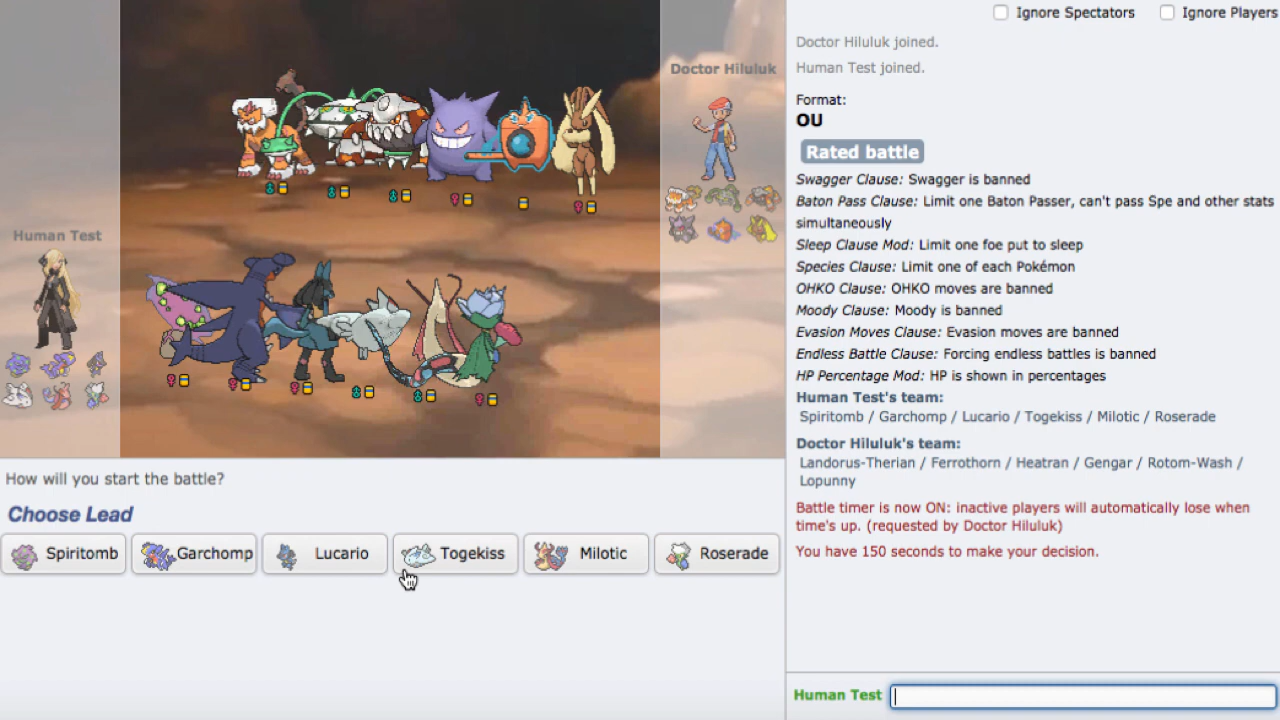 Ignore Spectators Ignore Players
Doctor Hiluluk joined.
Human Test joined.
Format:
OU
Rated battle
Swagger Clause: Swagger is banned
Baton Pass Clause: Limit one Baton Passer, can't pass Spe and other stats
simultaneously
Sleep Clause Mod: Limit one foe put to sleep
Species Clause: Limit one of each Pokémon
OHKO Clause: OHKO moves are banned
Moody Clause: Moody is banned
Evasion Moves Clause: Evasion moves are banned
Endless Battle Clause: Forcing endless battles is banned
HP Percentage Mod: HP is shown in percentages
Human Test's team:
Spiritomb / Garchomp / Lucario / Togekiss / Milotic / Roserade
Doctor Hiluluk's team:
Landorus-Therian / Ferrothorn / Heatran / Gengar / Rotom-Wash /
Lopunny
Battle timer is now ON: inactive players will automatically lose when
time's up. (requested by Doctor Hiluluk)
You have 150 seconds to make your decision.
Human Test
Doctor Hiluluk
Human Test
How will you start the battle?
Choose Lead
Spiritomb Garchomp Lucario Togekiss Milotic Roserade